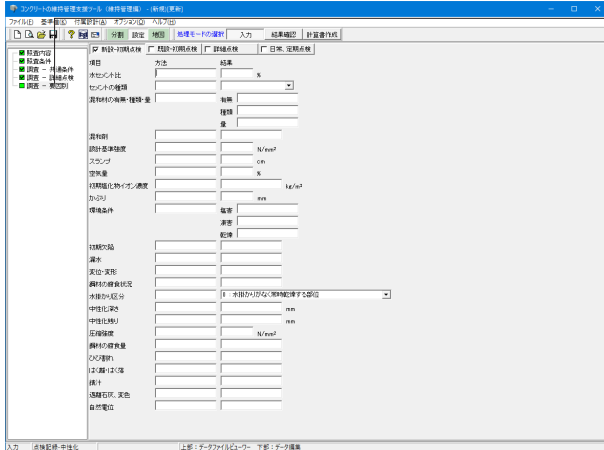 コンクリートの維持管理支援ツール（維持管理編） -（新規）[更新]
ファイル(F) 基準値(K) 付属設計(A) オプション(O) ヘルプ(H)
分割 設定 地図 処理モードの選択 入力 結果確認 計算書作成
照査内容
照査条件
調査 － 共通条件
調査 － 詳細点検
調査 － 要因別
新設-初期点検 既設-初期点検 詳細点検 日常、定期点検
項目 方法 結果
水セメント比 %
セメントの種類
混和材の有無・種類・量 有無
種類
量
混和剤
設計基準強度 N/mm²
スランプ cm
空気量 %
初期塩化物イオン濃度 kg/m³
かぶり mm
環境条件 塩害
凍害
乾湿
初期欠陥
漏水
変位・変形
鋼材の腐食状況
水掛かり区分 Ⅱ：水掛かりがなく常時乾燥する部位
中性化深さ mm
中性化残り mm
圧縮強度 N/mm²
鋼材の腐食量
ひび割れ
はく離・はく落
錆汁
遊離石灰、変色
自然電位
入力 点検記録-中性化 上部：データファイルビューワー 下部：データ編集